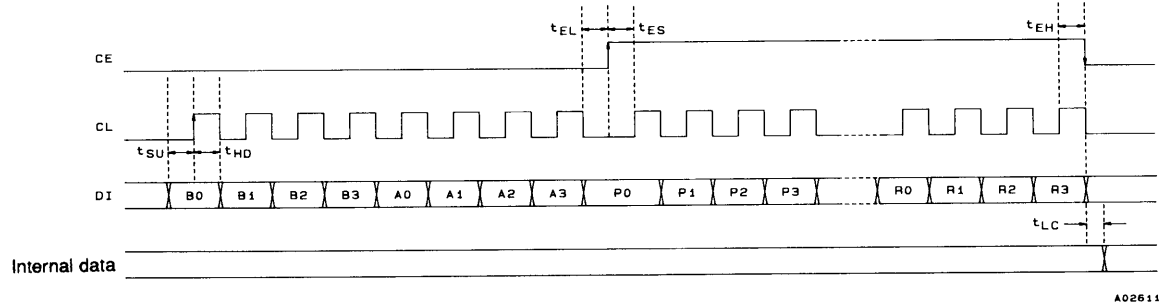 tEL tES tEH
CE
CL
tSU tHD
DI B0 B1 B2 B3 A0 A1 A2 A3 P0 P1 P2 P3 R0 R1 R2 R3
tLC
Internal data
A02611